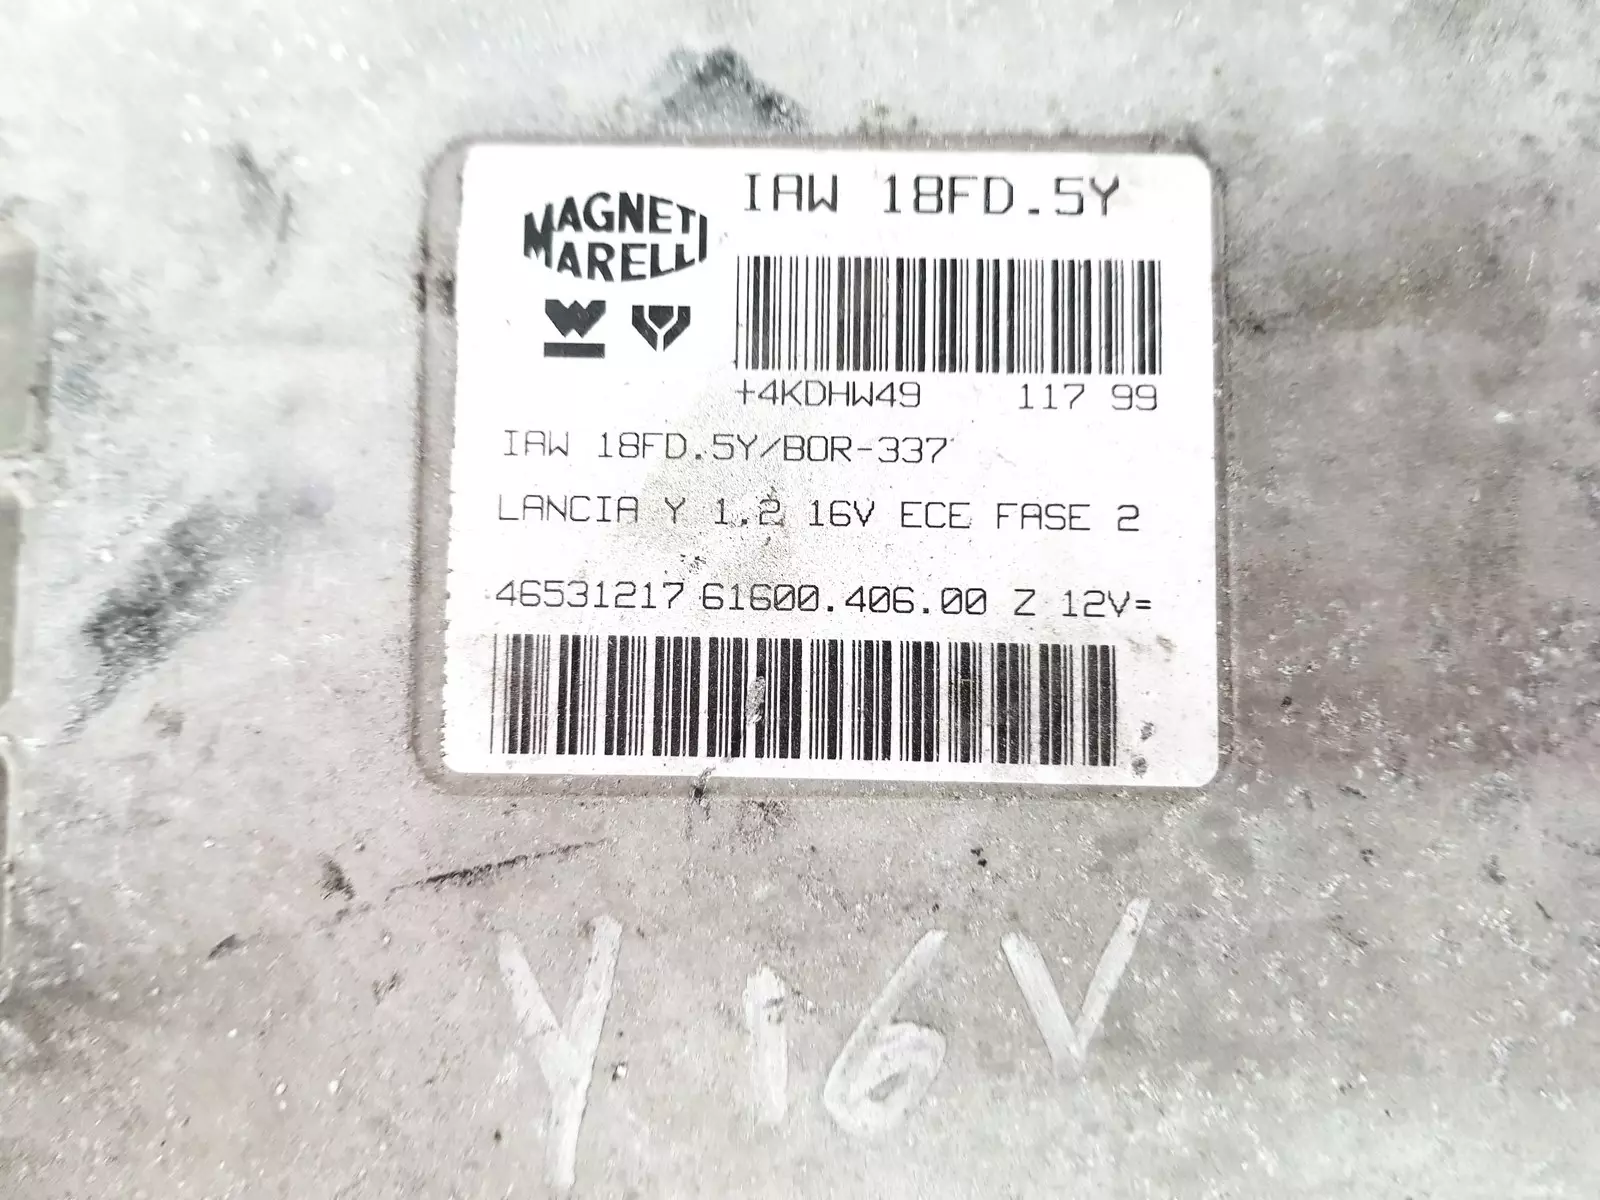 MAGNETI
MARELLI
IAW 18FD.5Y
+4KDHW49 117 99
IAW 18FD.5Y/BOR-337
LANCIA Y 1.2 16V ECE FASE 2
46531217 61600.406.00 Z 12V=
Y 16V